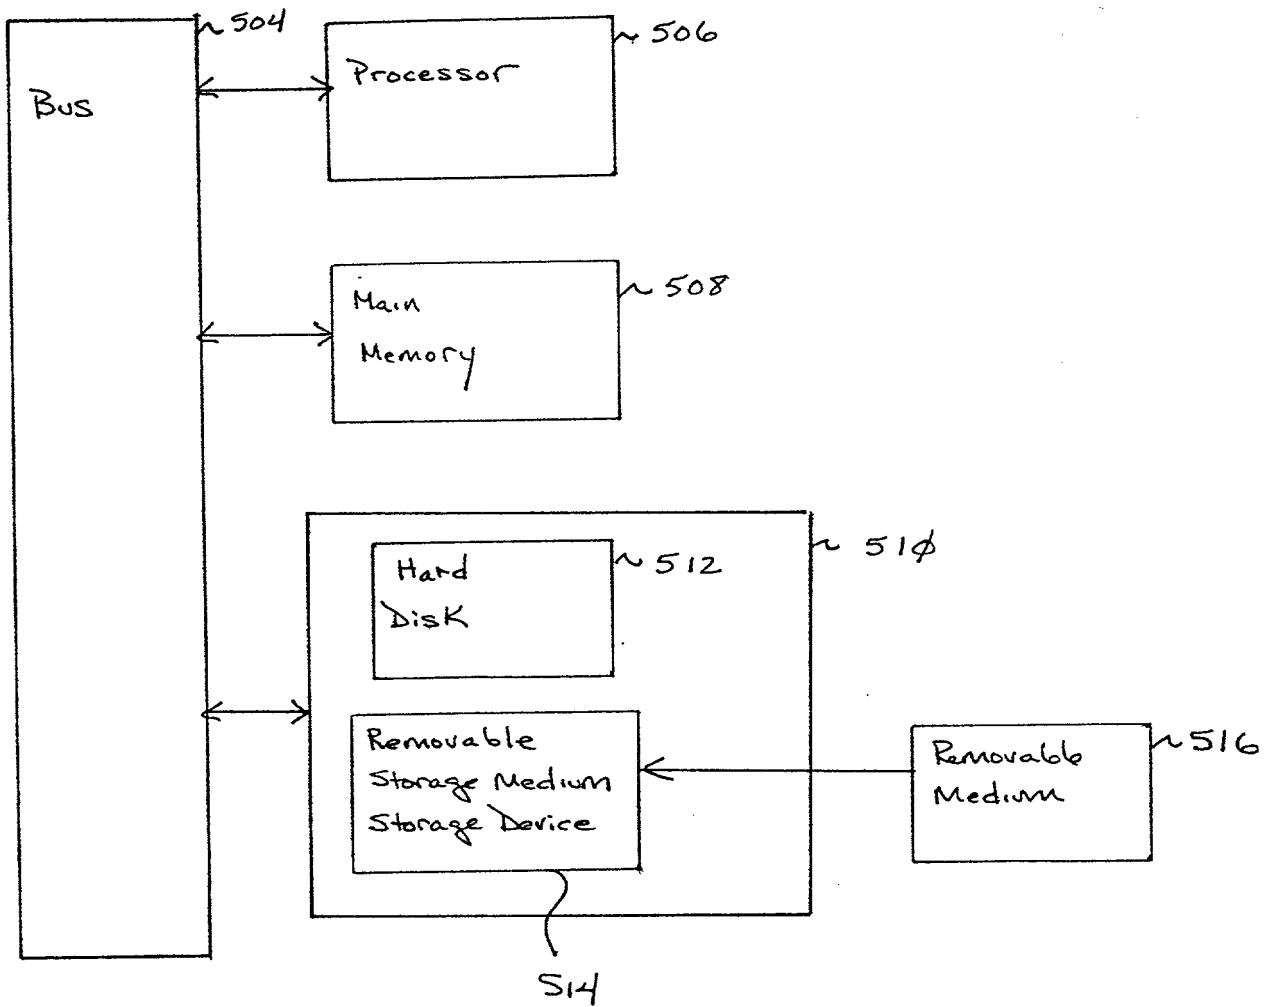 504
Bus
506
Processor
508
Main
Memory
510
512
Hard
Disk
Removable
Storage Medium
Storage Device
514
516
Removable
Medium